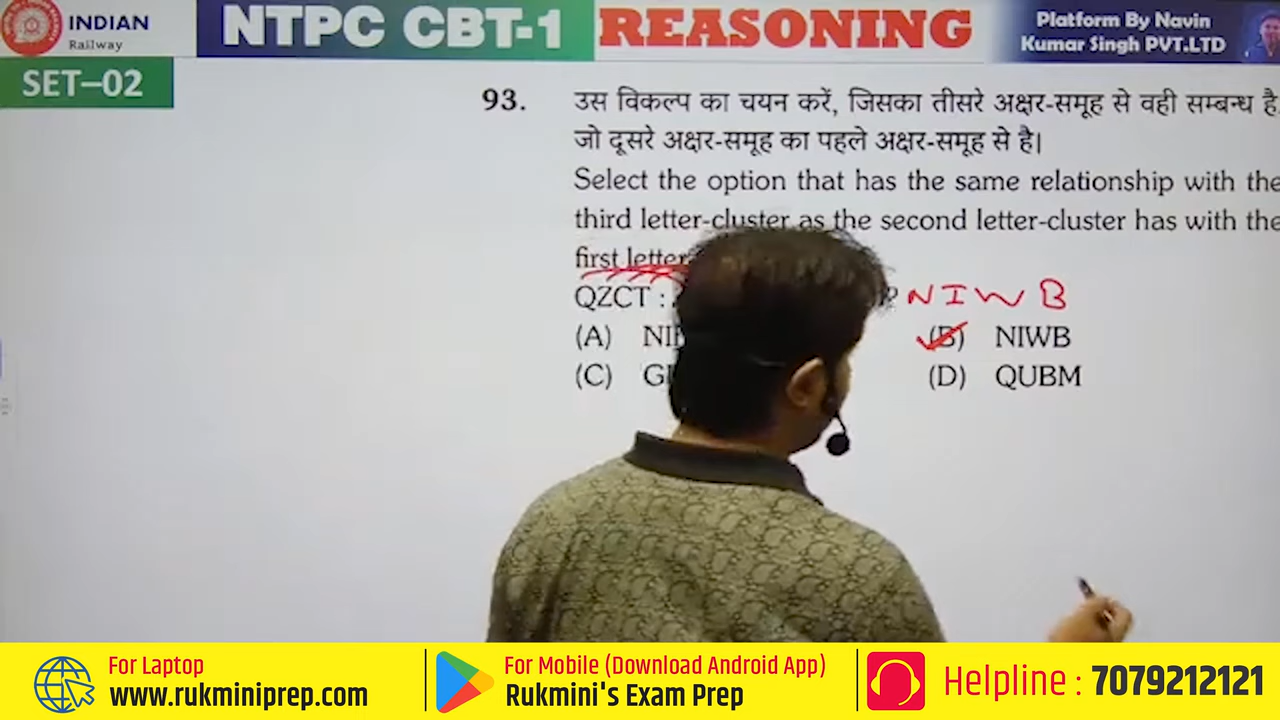 INDIAN
Railway
NTPC CBT-1
REASONING
Platform By Navin
Kumar Singh PVT.LTD
SET–02
93. उस विकल्प का चयन करें, जिसका तीसरे अक्षर-समूह से वही सम्बन्ध है,
जो दूसरे अक्षर-समूह का पहले अक्षर-समूह से है।
Select the option that has the same relationship with the
third letter-cluster as the second letter-cluster has with the
first letter
QZCT : ? NIWB
(A) (B) NIWB
(C) (D) QUBM
For Laptop
www.rukminiprep.com
For Mobile (Download Android App)
Rukmini's Exam Prep
Helpline : 7079212121